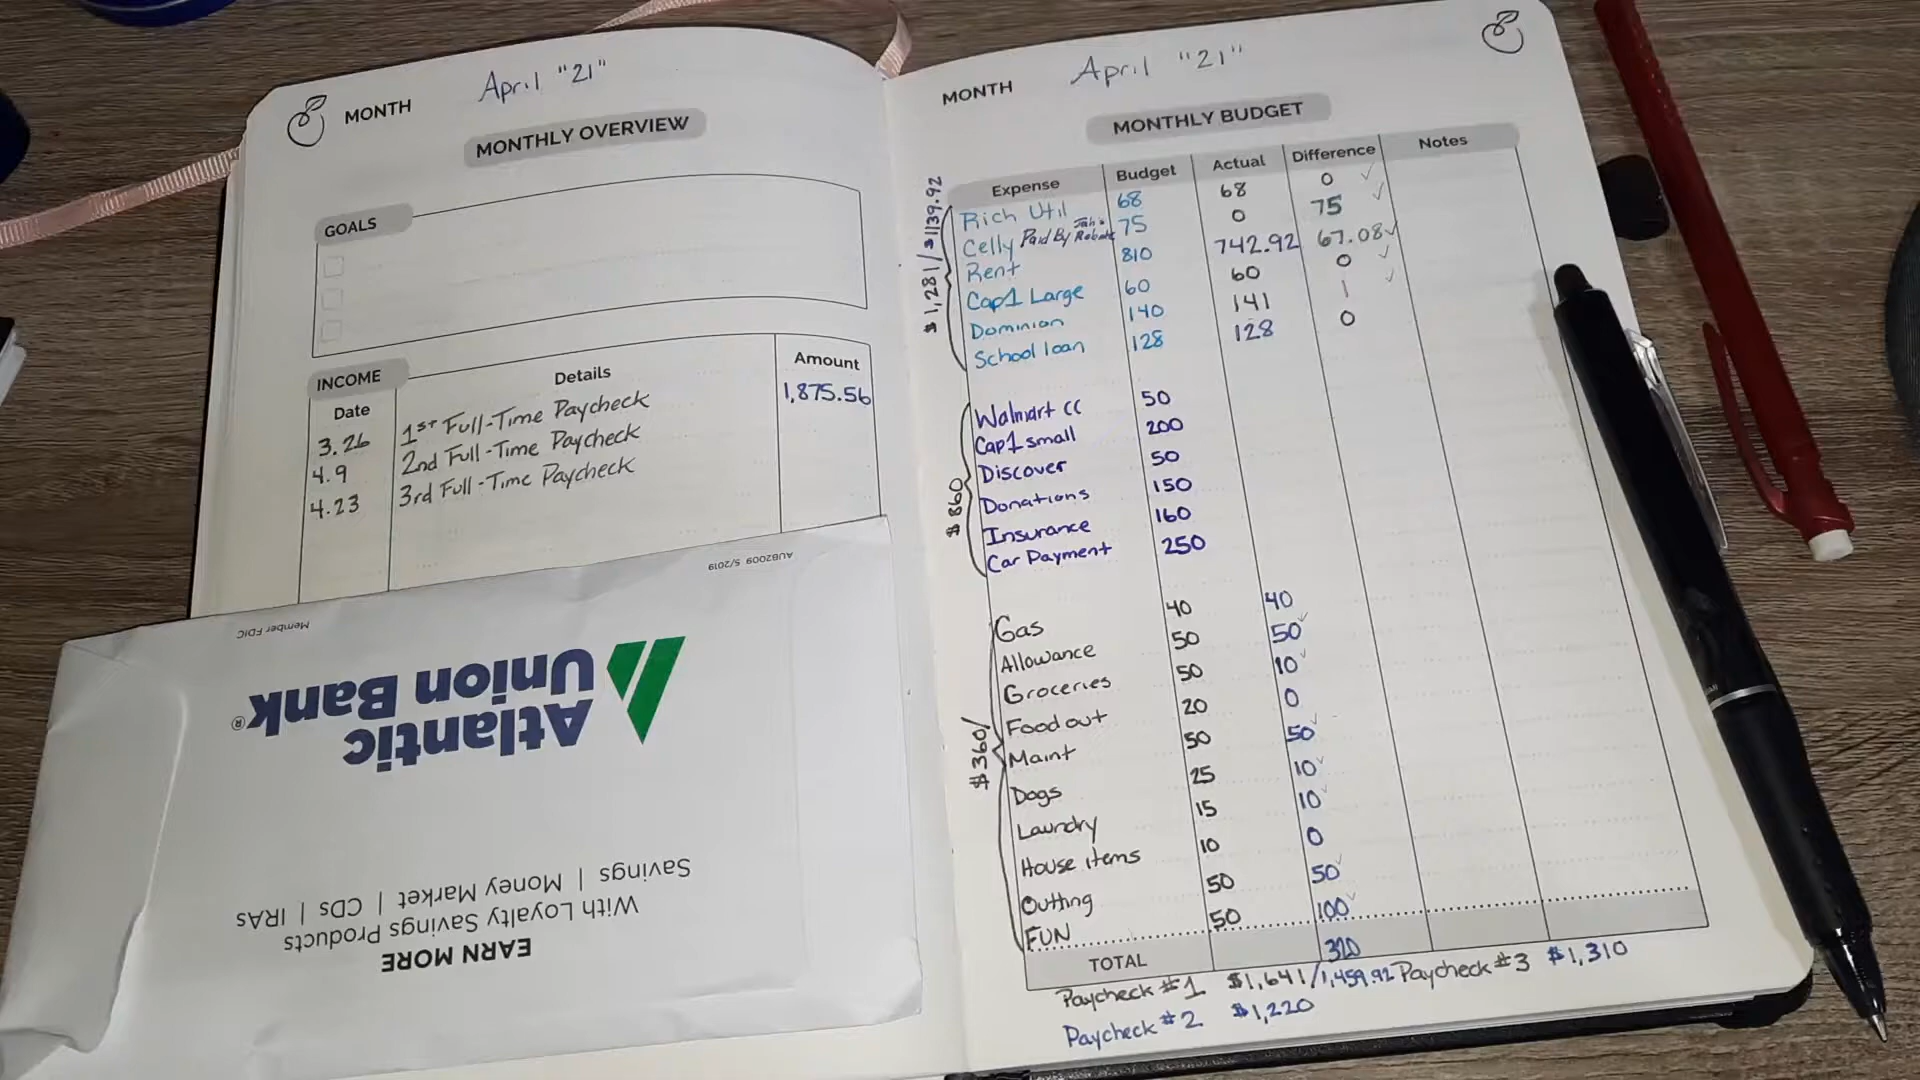 MONTH April "21"
MONTHLY OVERVIEW
GOALS
INCOME
Date Details Amount
3.26 1st Full-Time Paycheck 1,875.56
4.9 2nd Full-Time Paycheck
4.23 3rd Full-Time Paycheck
AUB2009 5/2019
Member FDIC
Atlantic
Union Bank®
EARN MORE
With Loyalty Savings Products
Savings | Money Market | CDs | IRAs
MONTH April "21"
MONTHLY BUDGET
Expense Budget Actual Difference Notes
$1,281/$1139.92
Rich Util 68 68 0 ✓
Celly Paid By Jah's Rebate 75 0 75 ✓
Rent 810 742.92 67.08 ✓
Cap1 Large 60 60 0 ✓
Dominion 140 141 1 ✓
School loan 128 128 0
$860
Walmart CC 50
Cap1 small 200
Discover 50
Donations 150
Insurance 160
Car Payment 250
$360/
Gas 40 40
Allowance 50 50 ✓
Groceries 50 10 ✓
Food out 20 0
Maint 50 50 ✓
Dogs 25 10 ✓
Laundry 15 10 ✓
House items 10 0
Outting 50 50 ✓
FUN 50 100 ✓
TOTAL 320
Paycheck #1 $1,641/1,459.92 Paycheck #3 $1,310
Paycheck #2 $1,220